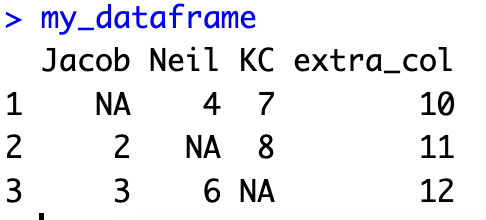 > my_dataframe
Jacob Neil KC extra_col
1 NA 4 7 10
2 2 NA 8 11
3 3 6 NA 12